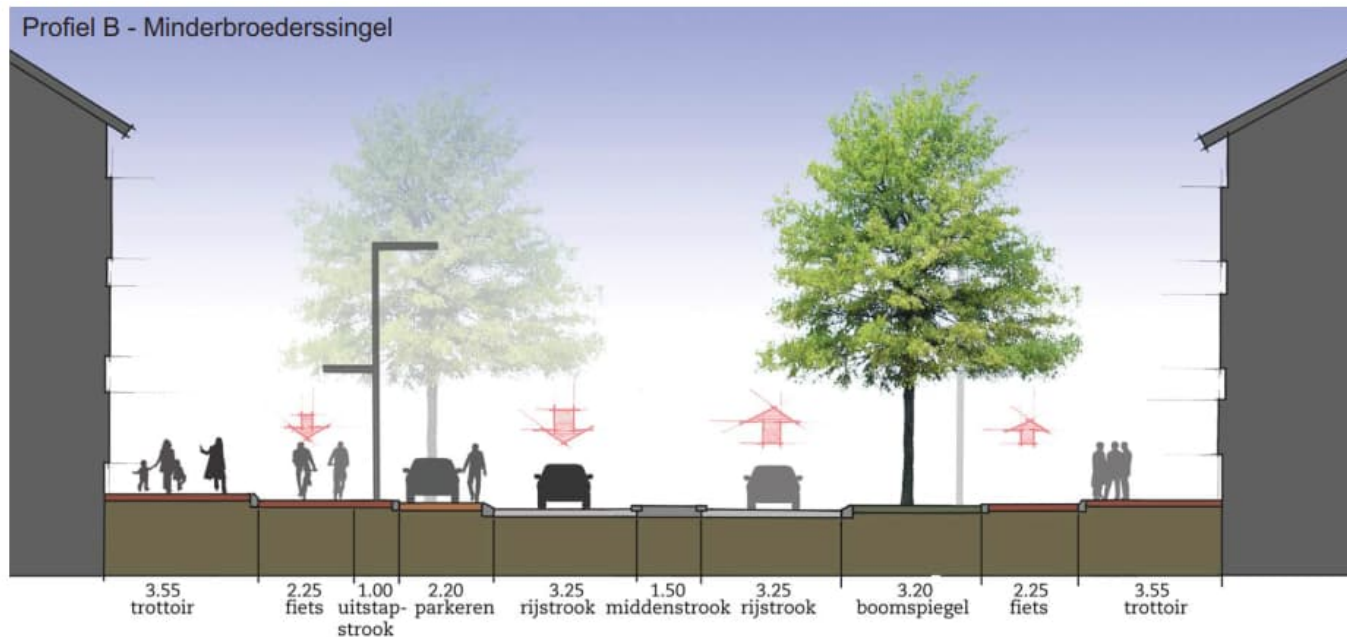 Profiel B - Minderbroederssingel
3.55 2.25 1.00 2.20 3.25 1.50 3.25 3.20 2.25 3.55
trottoir fiets uitstap- parkeren rijstrook middenstrook rijstrook boomspiegel fiets trottoir
strook